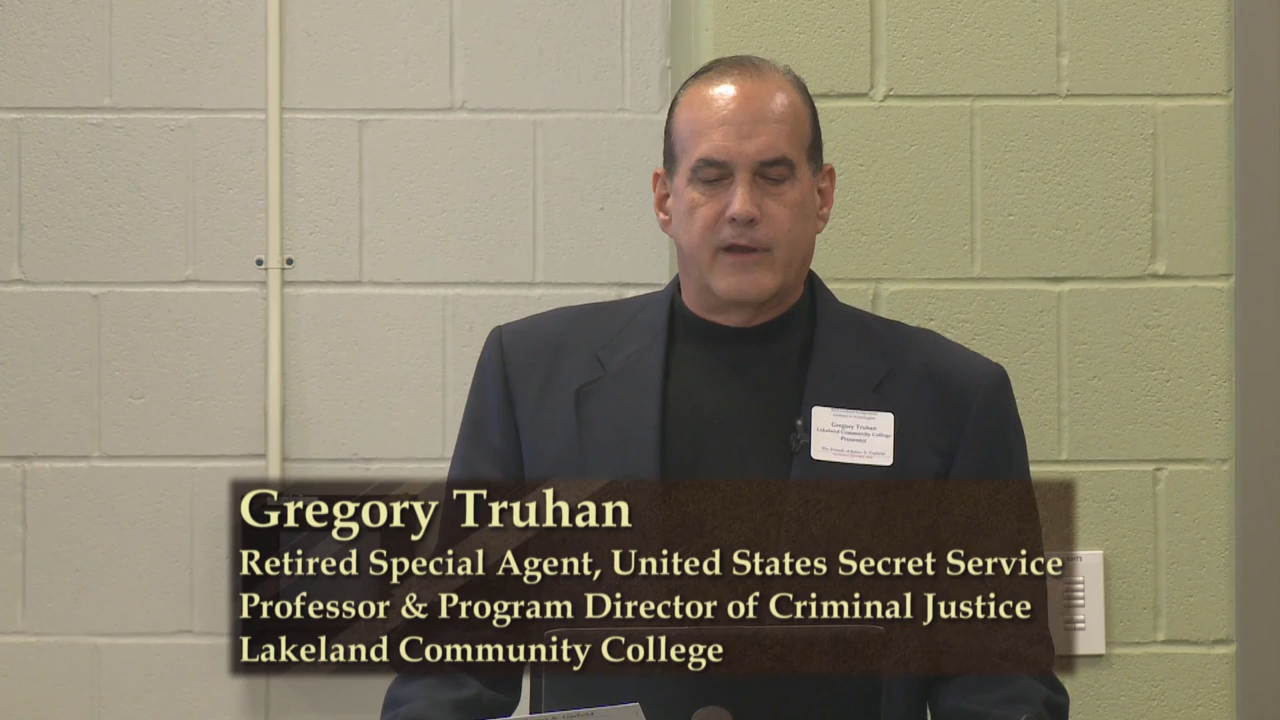 Gregory Truhan
Lakeland Community College
Presenter
Gregory Truhan
Retired Special Agent, United States Secret Service
Professor & Program Director of Criminal Justice
Lakeland Community College